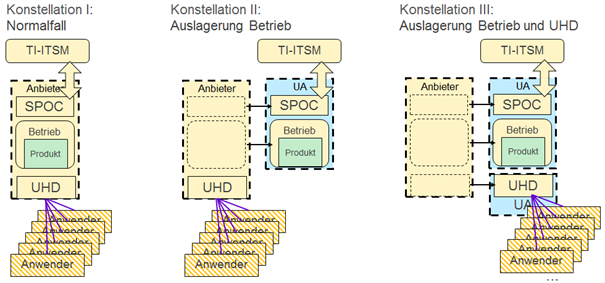 Konstellation I:
Normalfall
TI-ITSM
Anbieter
SPOC
Betrieb
Produkt
UHD
Anwender
Anwender
Anwender
Anwender
Anwender
Konstellation II:
Auslagerung Betrieb
TI-ITSM
Anbieter
UA
SPOC
Betrieb
Produkt
UHD
Anwender
Anwender
Anwender
Anwender
Anwender
Konstellation III:
Auslagerung Betrieb und UHD
TI-ITSM
Anbieter
UA
SPOC
Betrieb
Produkt
UHD
UA
Anwender
Anwender
Anwender
Anwender
Anwender
...